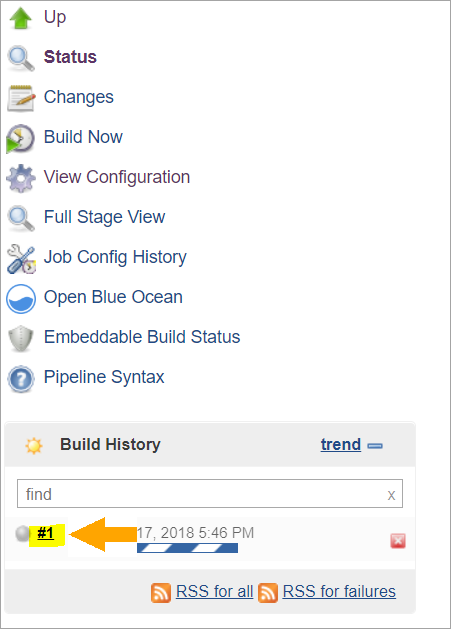 Up
Status
Changes
Build Now
View Configuration
Full Stage View
Job Config History
Open Blue Ocean
Embeddable Build Status
Pipeline Syntax
Build History trend
find x
#1 17, 2018 5:46 PM
RSS for all RSS for failures